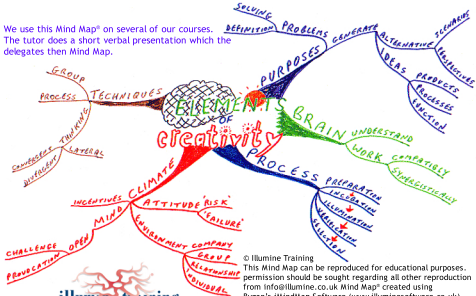 We use this Mind Map® on several of our courses.
The tutor does a short verbal presentation which the
delegates then Mind Map.
ELEMENTS
OF
creativity
PURPOSES
PROBLEMS
SOLVING
DEFINITION
GENERATE
ALTERNATIVE
SCENARIOS
PERSPECTIVES
IDEAS
PRODUCTS
PROCESSES
FUNCTION
BRAIN
UNDERSTAND
WORK
COMPATIBLY
SYNERGISTICALLY
PROCESS
PREPARATION
INCUBATION
ILLUMINATION
VERIFICATION
CLIMATE
INCENTIVES
ATTITUDE
'RISK'
'FAILURE'
ENVIRONMENT
COMPANY
GROUP
RELATIONSHIP
INDIVIDUAL
OPEN MIND
CHALLENGE
PROVOCATION
TECHNIQUES
GROUP
PROCESS
THINKING
CONVERGENT
DIVERGENT
LATERAL
© Illumine Training
This Mind Map can be reproduced for educational purposes.
permission should be sought regarding all other reproduction
from info@illumine.co.uk Mind Map® created using